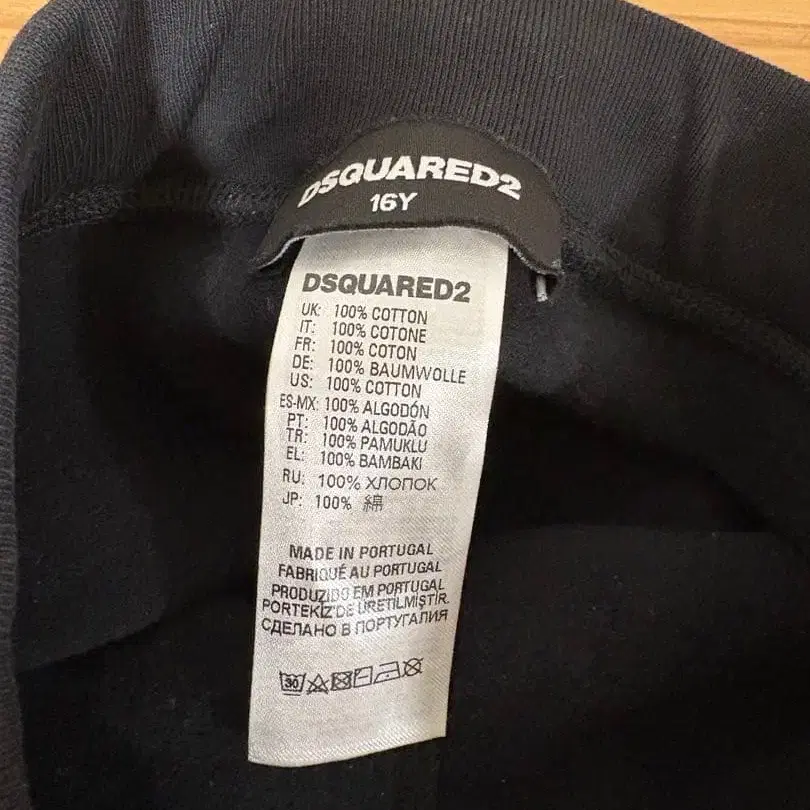 DSQUARED2
16Y
DSQUARED2
UK: 100% COTTON
IT: 100% COTONE
FR: 100% COTON
DE: 100% BAUMWOLLE
US: 100% COTTON
ES-MX: 100% ALGODÓN
PT: 100% ALGODÃO
TR: 100% PAMUKLU
EL: 100% BAMBAKI
RU: 100% ХЛОПОК
JP: 100% 綿
MADE IN PORTUGAL
FABRIQUÉ AU PORTUGAL
PRODUZIDO EM PORTUGAL
PORTEKİZ'DE ÜRETİLMİŞTİR.
СДЕЛАНО В ПОРТУГАЛИЯ
30